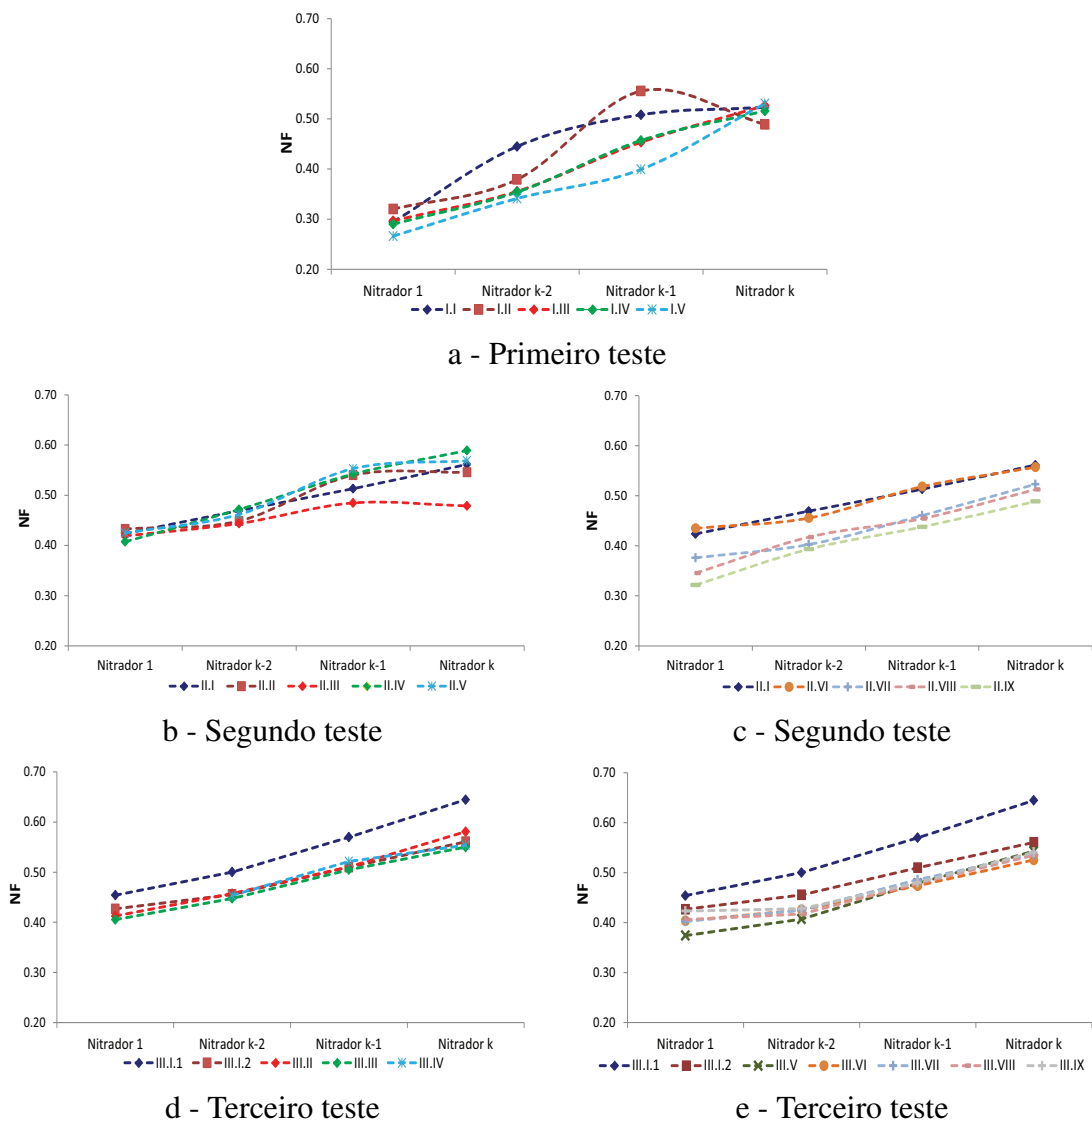 0.70
0.60
0.50
0.40
0.30
0.20
NF
Nitrador 1 Nitrador k-2 Nitrador k-1 Nitrador k
I.I I.II I.III I.IV I.V
a - Primeiro teste
0.70
0.60
0.50
0.40
0.30
0.20
NF
Nitrador 1 Nitrador k-2 Nitrador k-1 Nitrador k
II.I II.II II.III II.IV II.V
b - Segundo teste
0.70
0.60
0.50
0.40
0.30
0.20
NF
Nitrador 1 Nitrador k-2 Nitrador k-1 Nitrador k
II.I II.VI II.VII II.VIII II.IX
c - Segundo teste
0.70
0.60
0.50
0.40
0.30
0.20
NF
Nitrador 1 Nitrador k-2 Nitrador k-1 Nitrador k
III.I.1 III.I.2 III.II III.III III.IV
d - Terceiro teste
0.70
0.60
0.50
0.40
0.30
0.20
NF
Nitrador 1 Nitrador k-2 Nitrador k-1 Nitrador k
III.I.1 III.I.2 III.V III.VI III.VII III.VIII III.IX
e - Terceiro teste